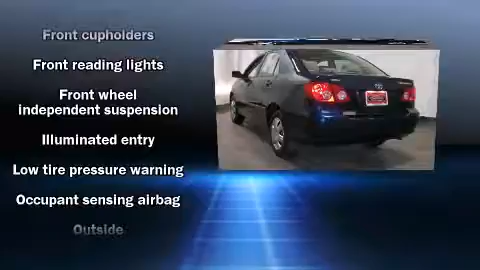 Front cupholders
Front reading lights
Front wheel
independent suspension
Illuminated entry
Low tire pressure warning
Occupant sensing airbag
Outside